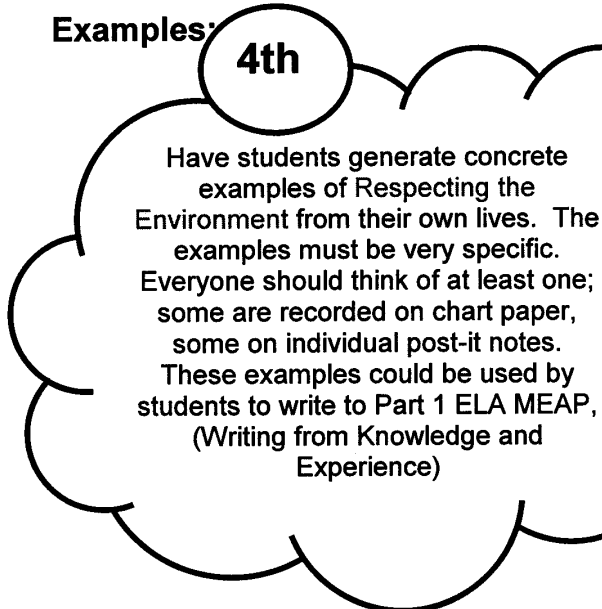 Examples:
4th
Have students generate concrete
examples of Respecting the
Environment from their own lives. The
examples must be very specific.
Everyone should think of at least one;
some are recorded on chart paper,
some on individual post-it notes.
These examples could be used by
students to write to Part 1 ELA MEAP,
(Writing from Knowledge and
Experience)